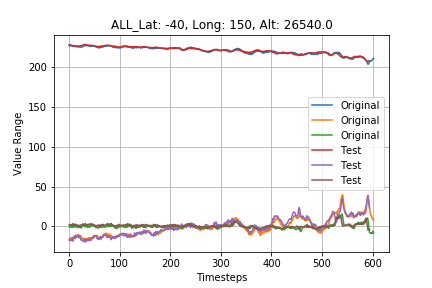 ALL_Lat: -40, Long: 150, Alt: 26540.0
Value Range
200
150
100
50
0
Original
Original
Original
Test
Test
Test
0 100 200 300 400 500 600
Timesteps